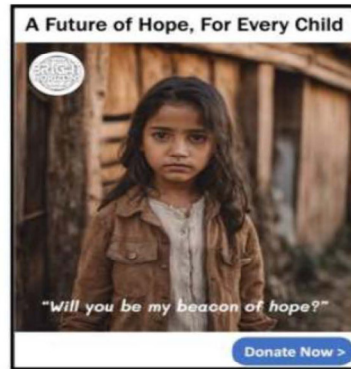 A Future of Hope, For Every Child
"Will you be my beacon of hope?"
Donate Now >